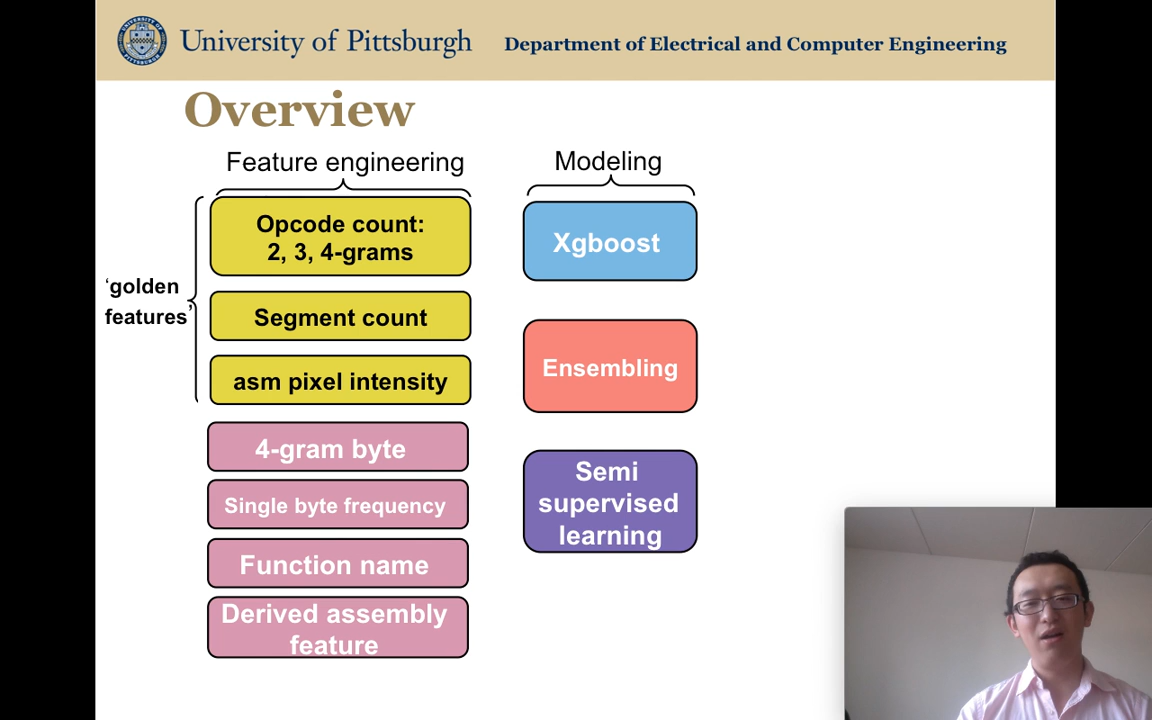 University of Pittsburgh
Department of Electrical and Computer Engineering
Overview
Feature engineering
Modeling
'golden
features'
Opcode count:
2, 3, 4-grams
Segment count
asm pixel intensity
4-gram byte
Single byte frequency
Function name
Derived assembly
feature
Xgboost
Ensembling
Semi
supervised
learning